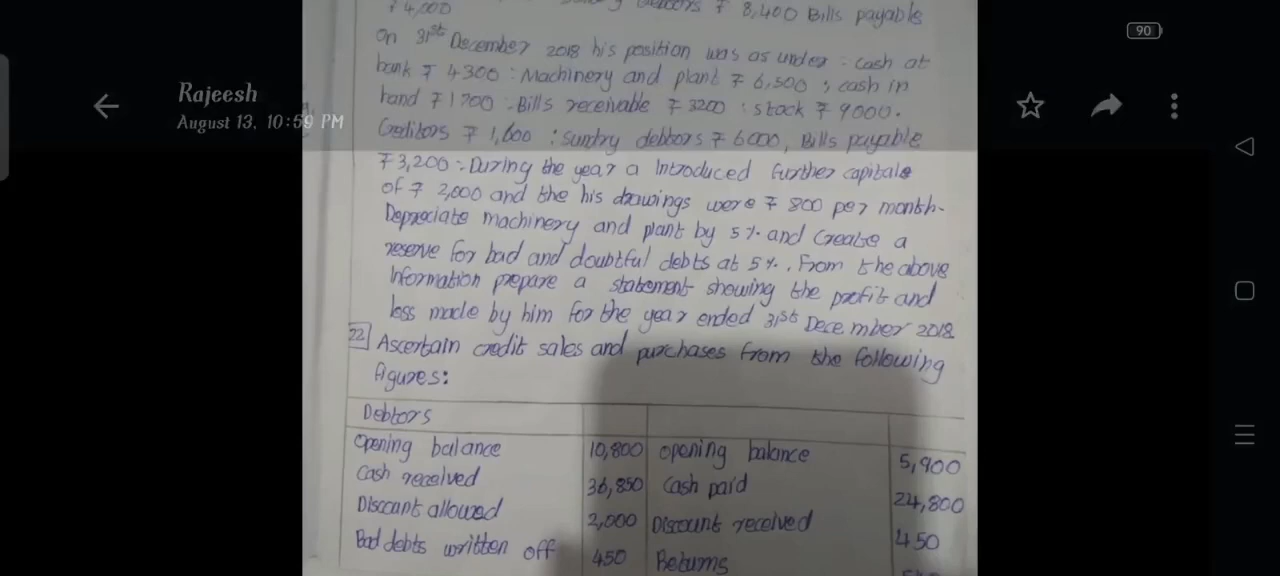 90
Rajeesh
August 13, 10:59 PM
₹4,000 debtors ₹ 8,400 Bills payable
on 31st December 2018 his position was as under :- cash at
bank ₹ 4300 : Machinery and plant ₹ 6,500 ; cash in
hand ₹1700 :- Bills receivable ₹ 3200 : stock ₹ 9000.
Creditors ₹ 1,600 : Sundry debtors ₹ 6000, Bills payable
₹3,200 :- During the year a Introduced further capitale
of ₹ 2,000 and the his drawings were ₹ 800 per month-
Depreciate machinery and plant by 5%. and Create a
reserve for bad and doubtful debts at 5%. From the above
Information prepare a statement showing the profit and
loss made by him for the year ended 31st December 2018
22 Ascertain credit sales and purchases from the following
figures:
Debtors
Opening balance 10,800 opening balance 5,900
Cash received 36,850 Cash paid 24,800
Discount allowed 2,000 Discount received 450
Bad debts written off 450 Returns